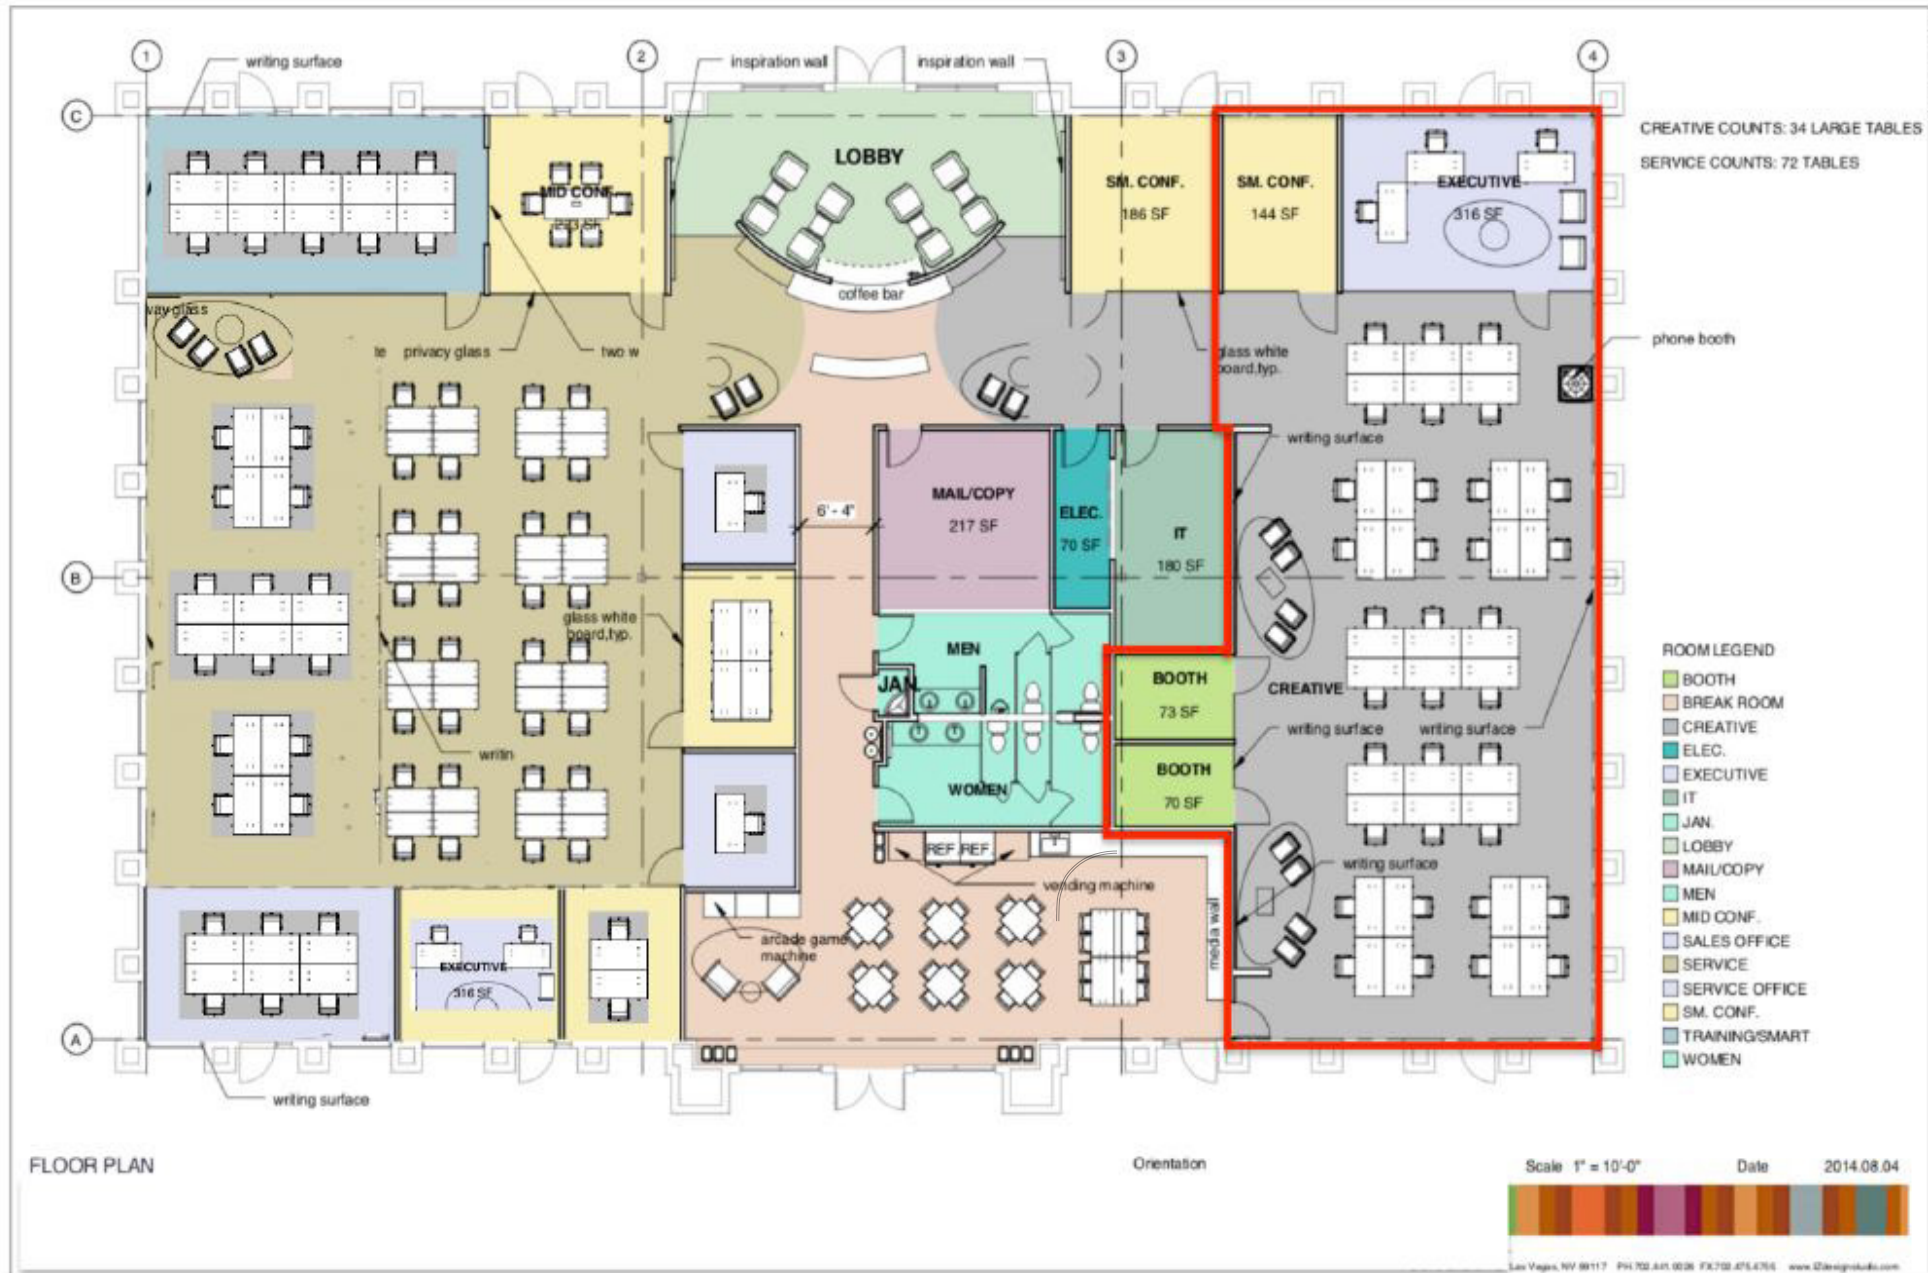 1
2
3
4
writing surface
inspiration wall
inspiration wall
C
CREATIVE COUNTS: 34 LARGE TABLES
SERVICE COUNTS: 72 TABLES
LOBBY
MID CONF.
SM. CONF.
186 SF
SM. CONF.
144 SF
EXECUTIVE
316 SF
coffee bar
privacy glass
two w
glass white
board,typ.
phone booth
writing surface
6' - 4"
MAIL/COPY
217 SF
ELEC.
70 SF
IT
180 SF
B
glass white
board,typ.
MEN
JAN.
BOOTH
73 SF
CREATIVE
writing surface
writing surface
writin
WOMEN
BOOTH
70 SF
REF
REF
vending machine
writing surface
arcade game
machine
media wall
EXECUTIVE
316 SF
A
writing surface
ROOM LEGEND
BOOTH
BREAK ROOM
CREATIVE
ELEC.
EXECUTIVE
IT
JAN.
LOBBY
MAIL/COPY
MEN
MID CONF.
SALES OFFICE
SERVICE
SERVICE OFFICE
SM. CONF.
TRAINING/SMART
WOMEN
FLOOR PLAN
Orientation
Scale 1" = 10'-0"
Date 2014.08.04